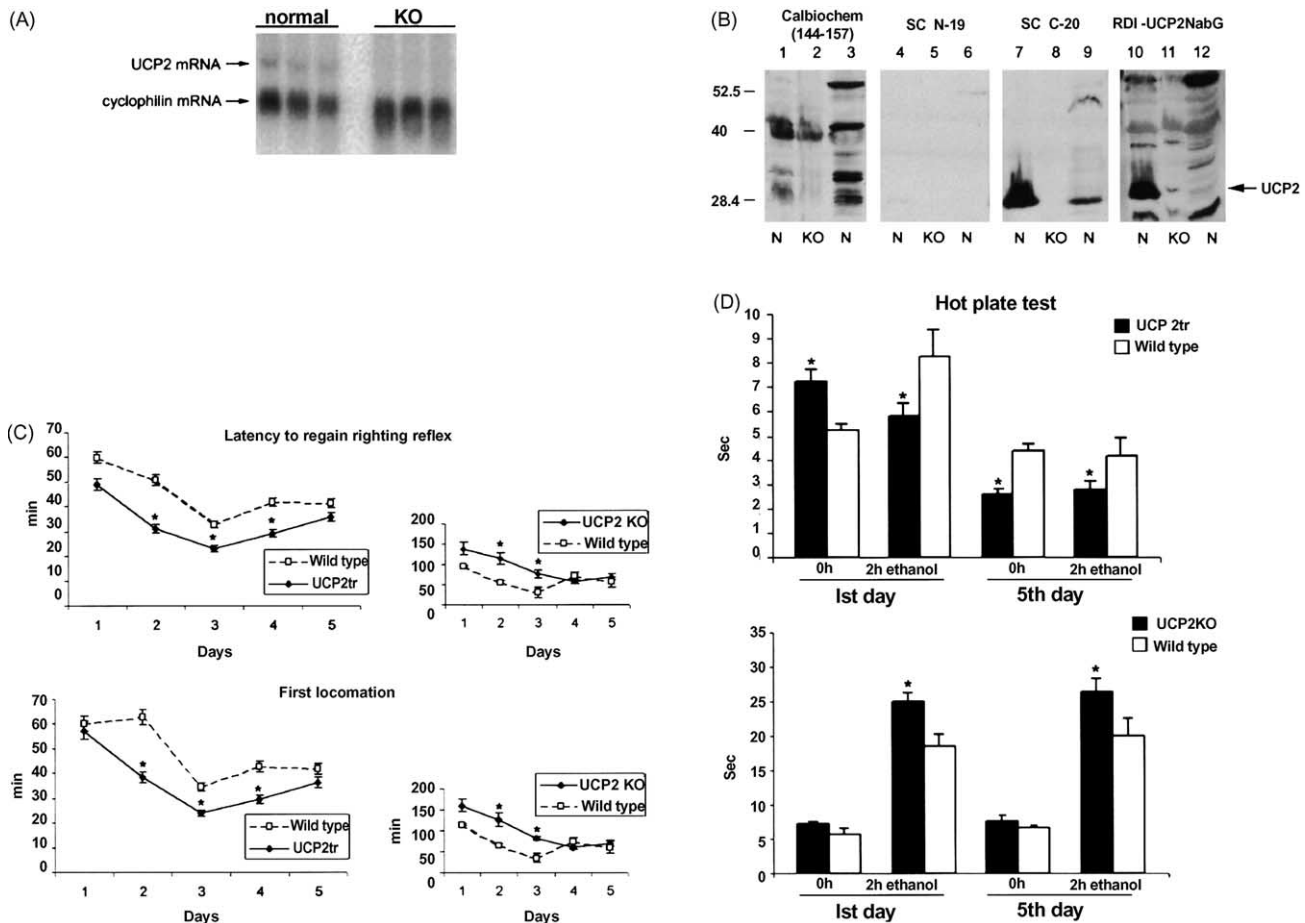 (A)
normal KO
UCP2 mRNA
cyclophilin mRNA
(B)
Calbiochem (144-157) SC N-19 SC C-20 RDI -UCP2NabG
1 2 3 4 5 6 7 8 9 10 11 12
52.5
40
28.4
UCP2
N KO N N KO N N KO N N KO N
(C)
Latency to regain righting reflex
min
70
60
50
40
30
20
10
0
Wild type
UCP2tr
1 2 3 4 5
Days
min
200
150
100
50
0
UCP2 KO
Wild type
1 2 3 4 5
Days
First locomation
min
70
60
50
40
30
20
10
0
* * *
Wild type
UCP2tr
1 2 3 4 5
Days
min
200
150
100
50
0
UCP2 KO
Wild type
1 2 3 4 5
Days
(D)
Hot plate test
UCP 2tr
Wild type
Sec
10
9
8
7
6
5
4
3
2
1
0
* * * *
0h 2h ethanol 0h 2h ethanol
Ist day 5th day
UCP2KO
Wild type
Sec
35
30
25
20
15
10
5
0
* *
0h 2h ethanol 0h 2h ethanol
Ist day 5th day